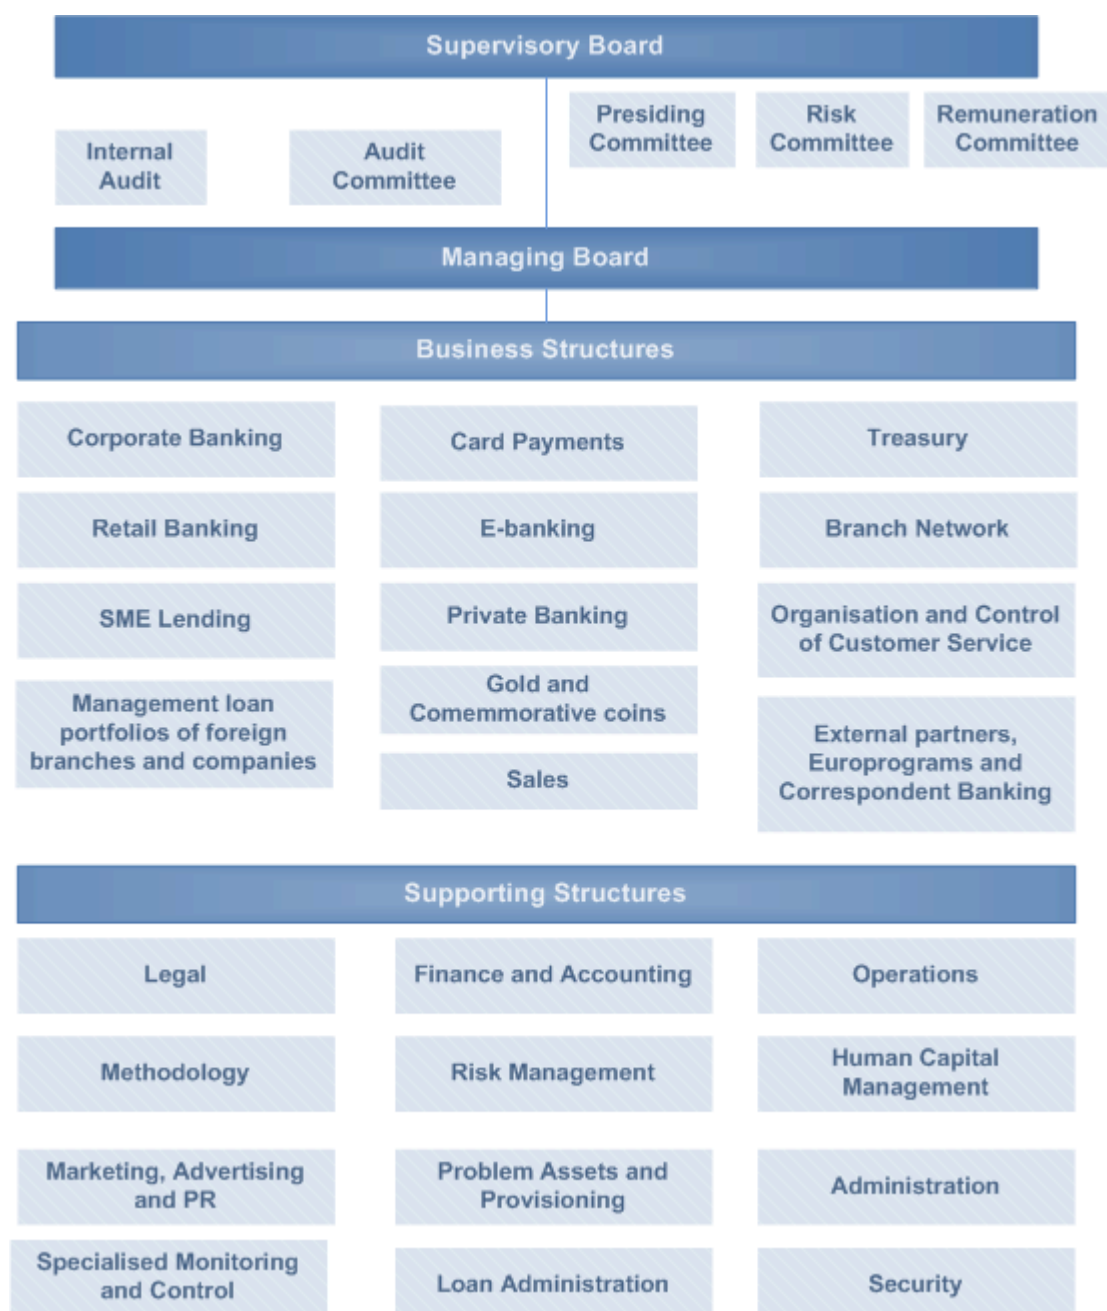 Supervisory Board
Presiding
Committee
Risk
Committee
Remuneration
Committee
Internal
Audit
Audit
Committee
Managing Board
Business Structures
Corporate Banking
Card Payments
Treasury
Retail Banking
E-banking
Branch Network
SME Lending
Private Banking
Organisation and Control
of Customer Service
Management loan
portfolios of foreign
branches and companies
Gold and
Comemmorative coins
External partners,
Europrograms and
Correspondent Banking
Sales
Supporting Structures
Legal
Finance and Accounting
Operations
Methodology
Risk Management
Human Capital
Management
Marketing, Advertising
and PR
Problem Assets and
Provisioning
Administration
Specialised Monitoring
and Control
Loan Administration
Security